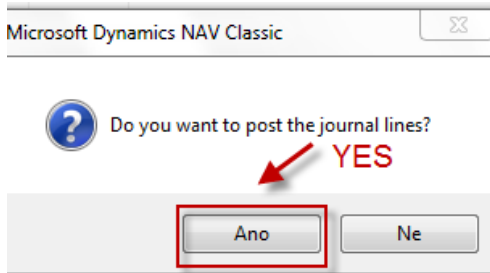 Microsoft Dynamics NAV Classic
Do you want to post the journal lines?
YES
Ano Ne